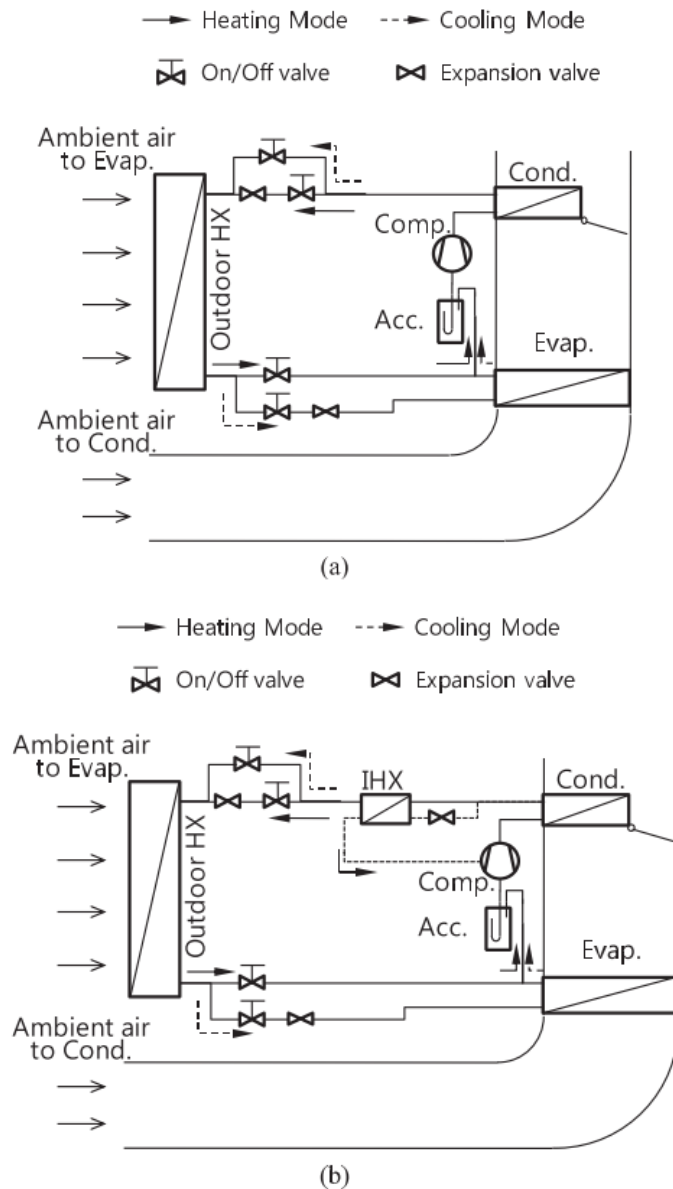 Heating Mode
Cooling Mode
On/Off valve
Expansion valve
Ambient air
to Evap.
Cond.
Outdoor HX
Comp.
Acc.
Evap.
Ambient air
to Cond.
(a)
Heating Mode
Cooling Mode
On/Off valve
Expansion valve
Ambient air
to Evap.
IHX
Cond.
Outdoor HX
Comp.
Acc.
Evap.
Ambient air
to Cond.
(b)